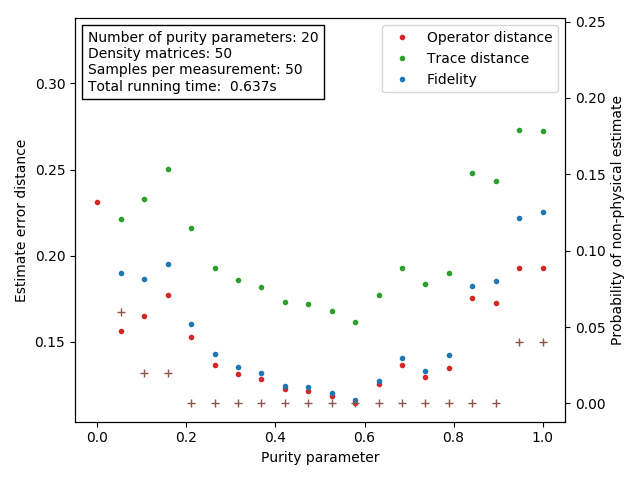 Number of purity parameters: 20
Density matrices: 50
Samples per measurement: 50
Total running time:  0.637s
Operator distance
Trace distance
Fidelity
Estimate error distance
0.30
0.25
0.20
0.15
0.25
0.20
0.15
0.10
0.05
0.00
Probability of non-physical estimate
0.0
0.2
0.4
0.6
0.8
1.0
Purity parameter